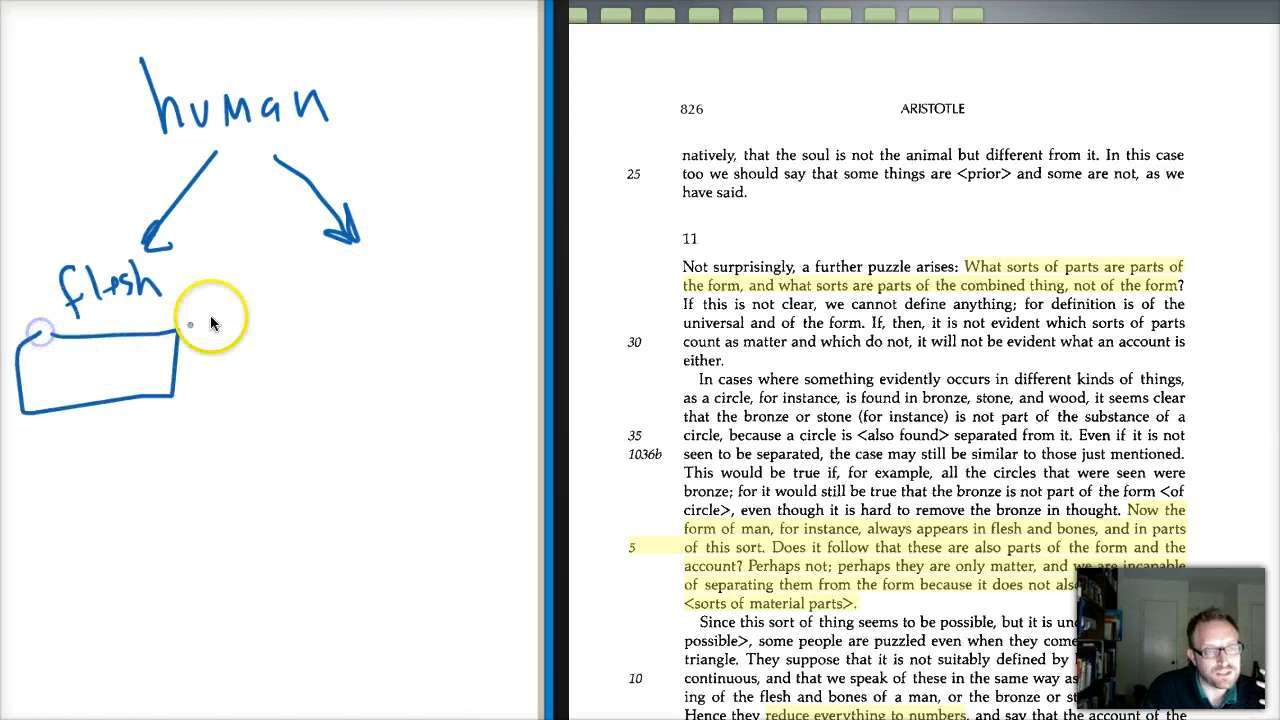 human
flesh
826
ARISTOTLE
natively, that the soul is not the animal but different from it. In this case
25 too we should say that some things are <prior> and some are not, as we
have said.
11
Not surprisingly, a further puzzle arises: What sorts of parts are parts of
the form, and what sorts are parts of the combined thing, not of the form?
If this is not clear, we cannot define anything; for definition is of the
universal and of the form. If, then, it is not evident which sorts of parts
30 count as matter and which do not, it will not be evident what an account is
either.
In cases where something evidently occurs in different kinds of things,
as a circle, for instance, is found in bronze, stone, and wood, it seems clear
that the bronze or stone (for instance) is not part of the substance of a
35 circle, because a circle is <also found> separated from it. Even if it is not
1036b seen to be separated, the case may still be similar to those just mentioned.
This would be true if, for example, all the circles that were seen were
bronze; for it would still be true that the bronze is not part of the form <of
circle>, even though it is hard to remove the bronze in thought. Now the
form of man, for instance, always appears in flesh and bones, and in parts
5 of this sort. Does it follow that these are also parts of the form and the
account? Perhaps not; perhaps they are only matter, and we are incapable
of separating them from the form because it does not
<sorts of material parts>.
Since this sort of thing seems to be possible, but it is
possible>, some people are puzzled even when they come
triangle. They suppose that it is not suitably defined by
10 continuous, and that we speak of these in the same way as
ing of the flesh and bones of a man, or the bronze or
Hence they reduce everything to numbers, and say that the account of the